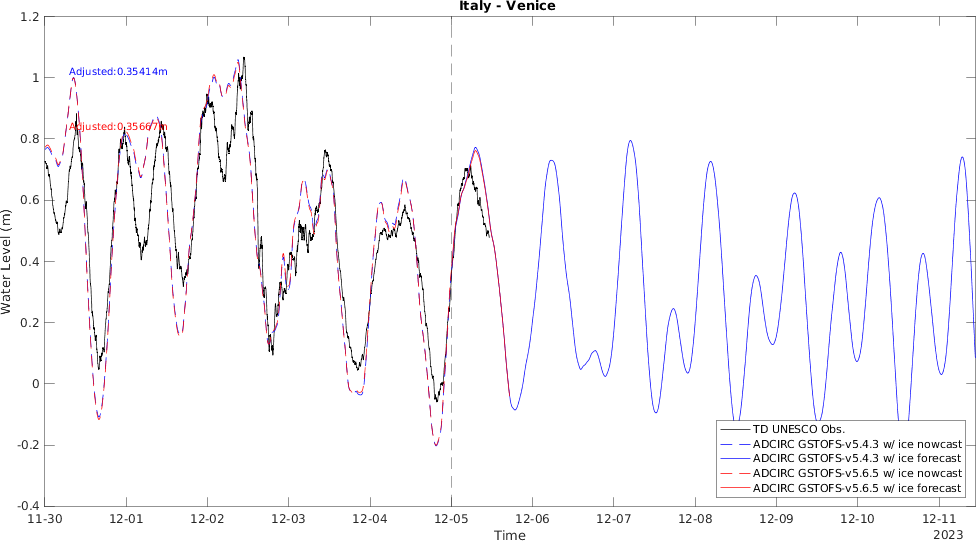 Italy - Venice
1.2
1
0.8
0.6
0.4
0.2
0
-0.2
-0.4
Water Level (m)
Adjusted:0.35414m
Adjusted:0.35667m
TD UNESCO Obs.
ADCIRC GSTOFS-v5.4.3 w/ ice nowcast
ADCIRC GSTOFS-v5.4.3 w/ ice forecast
ADCIRC GSTOFS-v5.6.5 w/ ice nowcast
ADCIRC GSTOFS-v5.6.5 w/ ice forecast
11-30 12-01 12-02 12-03 12-04 12-05 12-06 12-07 12-08 12-09 12-10 12-11
Time
2023